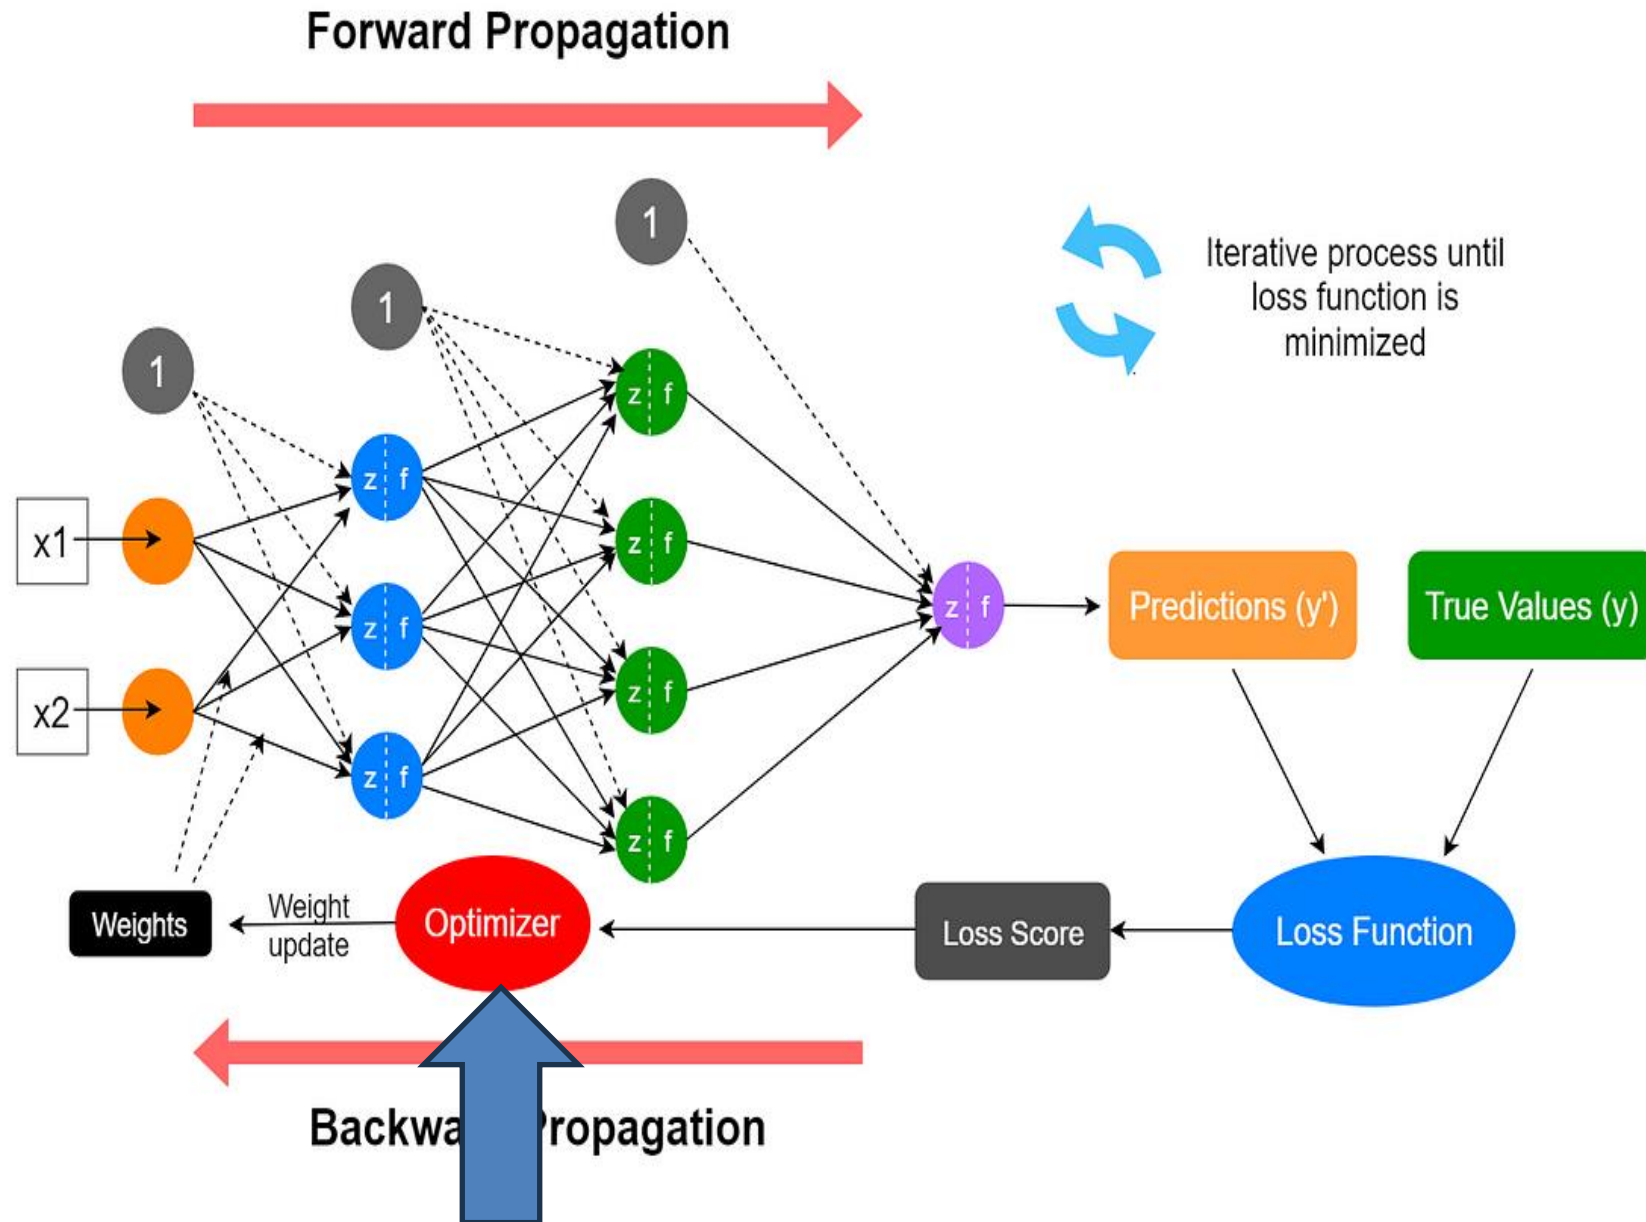 Forward Propagation
1
1
1
Iterative process until
loss function is
minimized
z f
z f
z f
z f
z f
z f
z f
z f
x1
x2
Predictions (y')
True Values (y)
Weights
Weight
update
Optimizer
Loss Score
Loss Function
Backwa ropagation